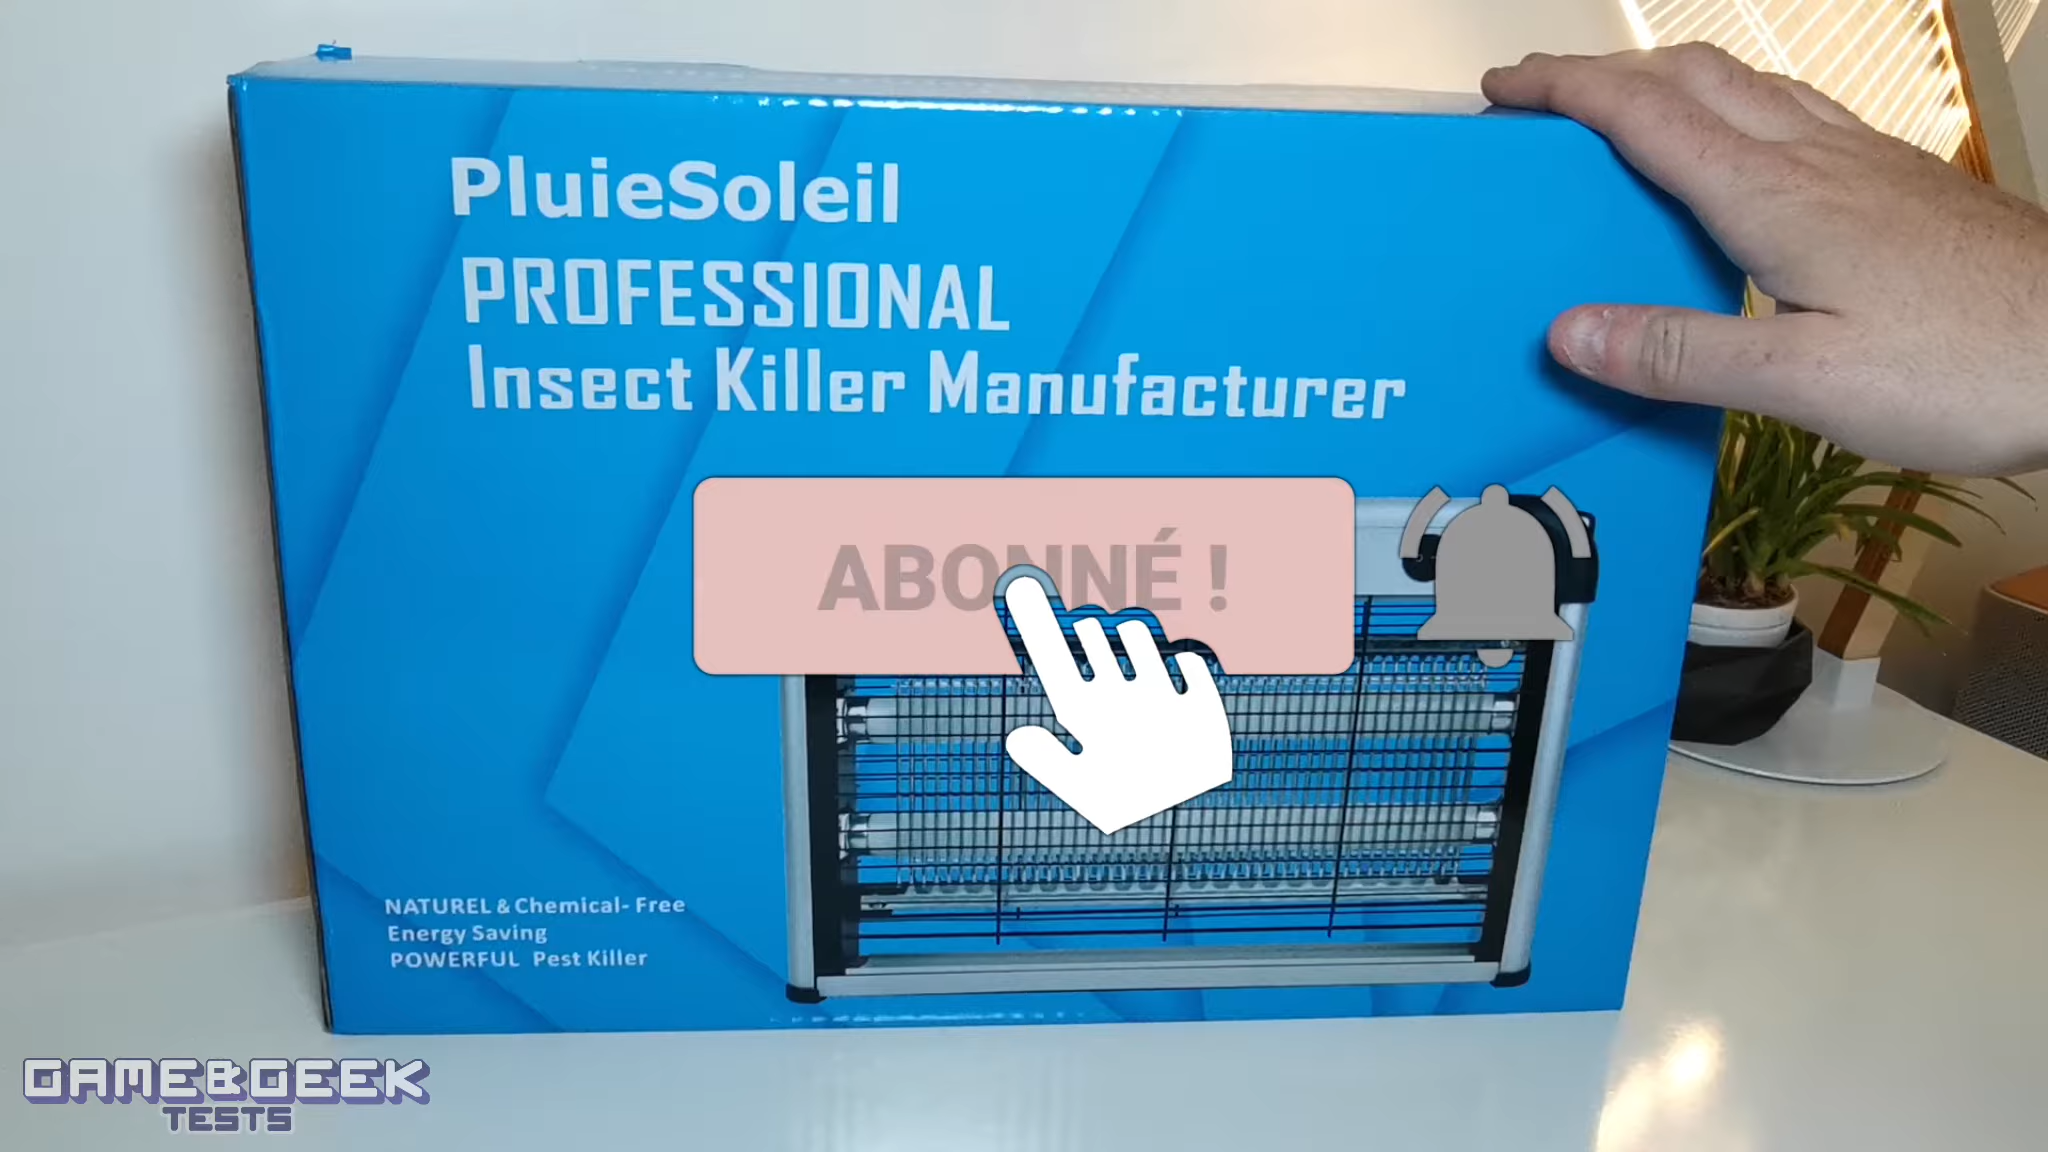 PluieSoleil
PROFESSIONAL
Insect Killer Manufacturer
ABONNÉ !
NATUREL & Chemical- Free
Energy Saving
POWERFUL Pest Killer
GAME&GEEK
TESTS